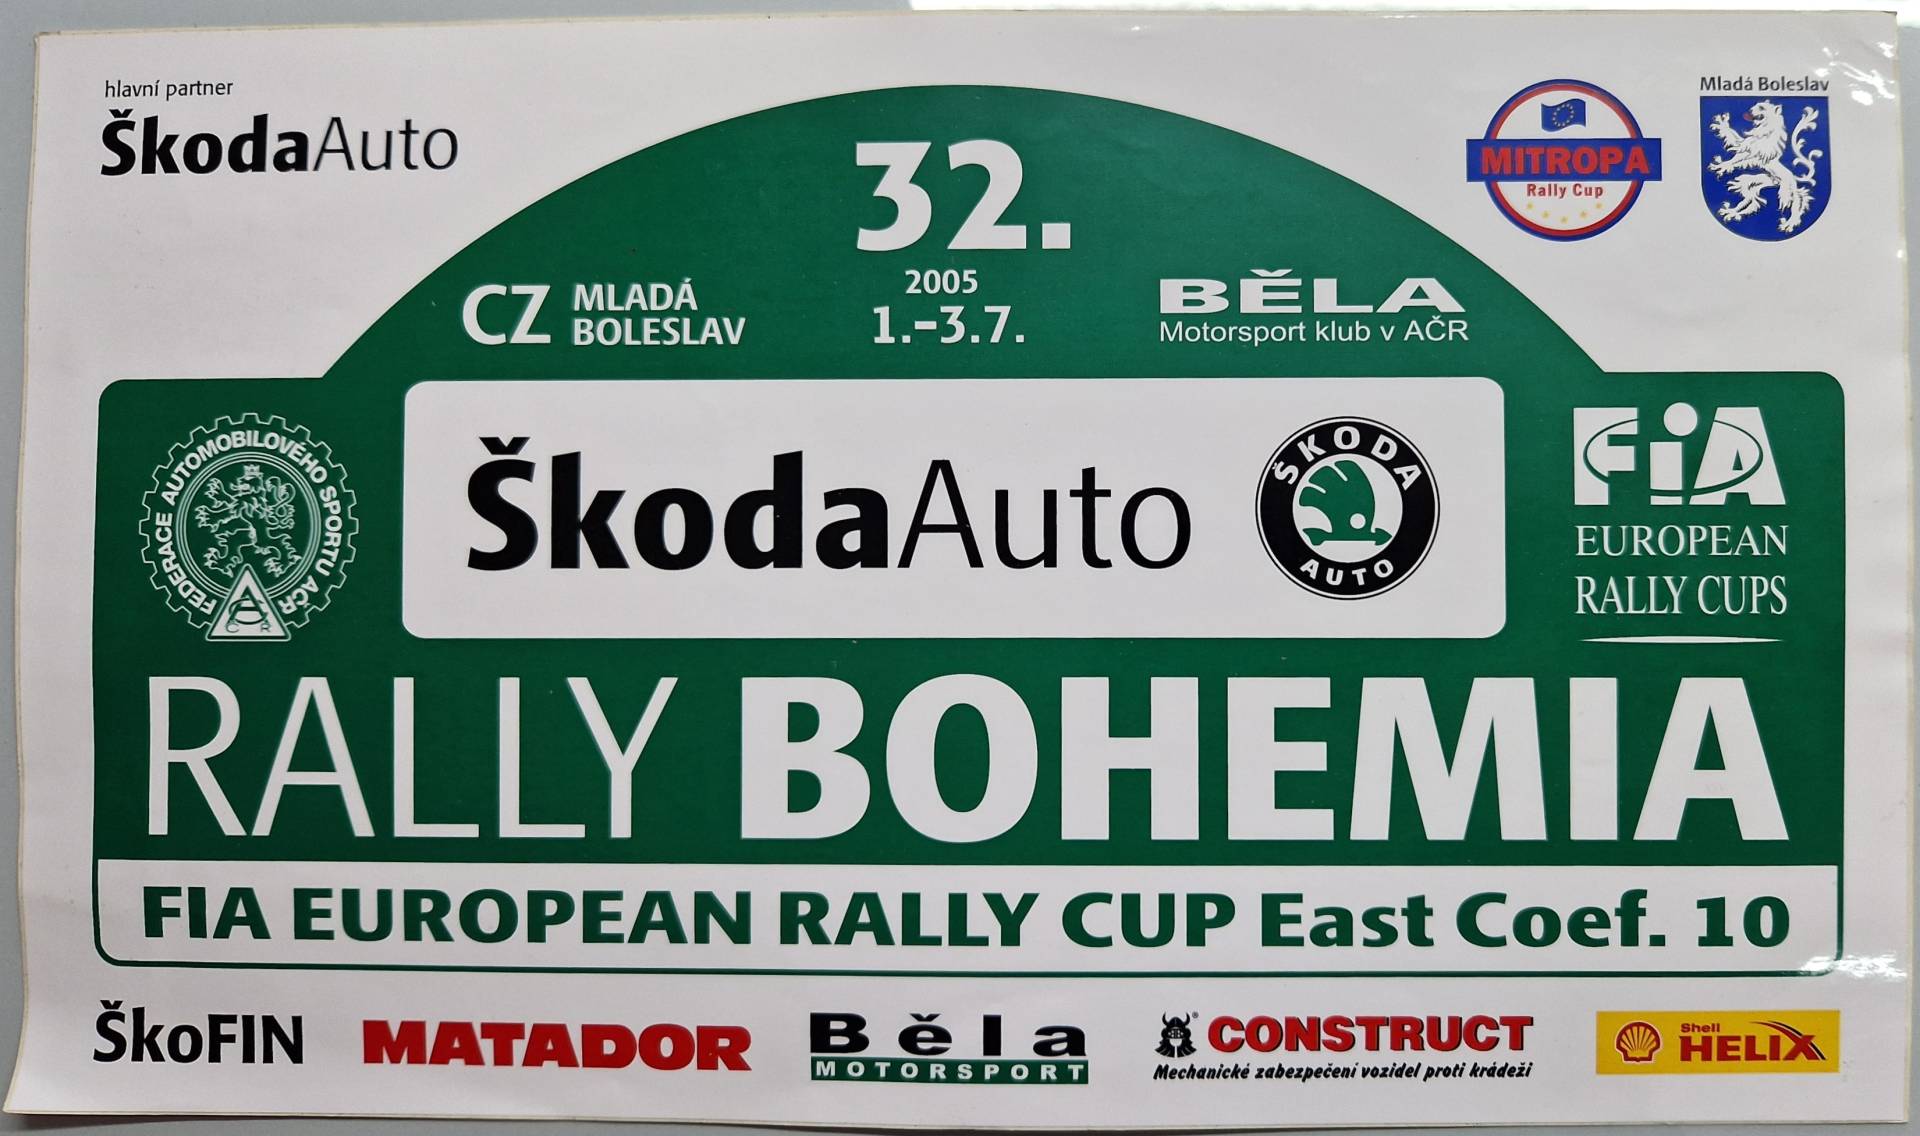 hlavní partner
ŠkodaAuto
MITROPA
Rally Cup
Mladá Boleslav
32.
2005
1.-3.7.
CZ MLADÁ
BOLESLAV
BĚLA
Motorsport klub v AČR
FEDERACE AUTOMOBILOVÉHO SPORTU AČR
AČR
ŠkodaAuto
ŠKODA
AUTO
FiA
EUROPEAN
RALLY CUPS
RALLY BOHEMIA
FIA EUROPEAN RALLY CUP East Coef. 10
ŠkoFIN
MATADOR
Běla
MOTORSPORT
® CONSTRUCT
Mechanické zabezpečení vozidel proti krádeži
Shell
HELIX